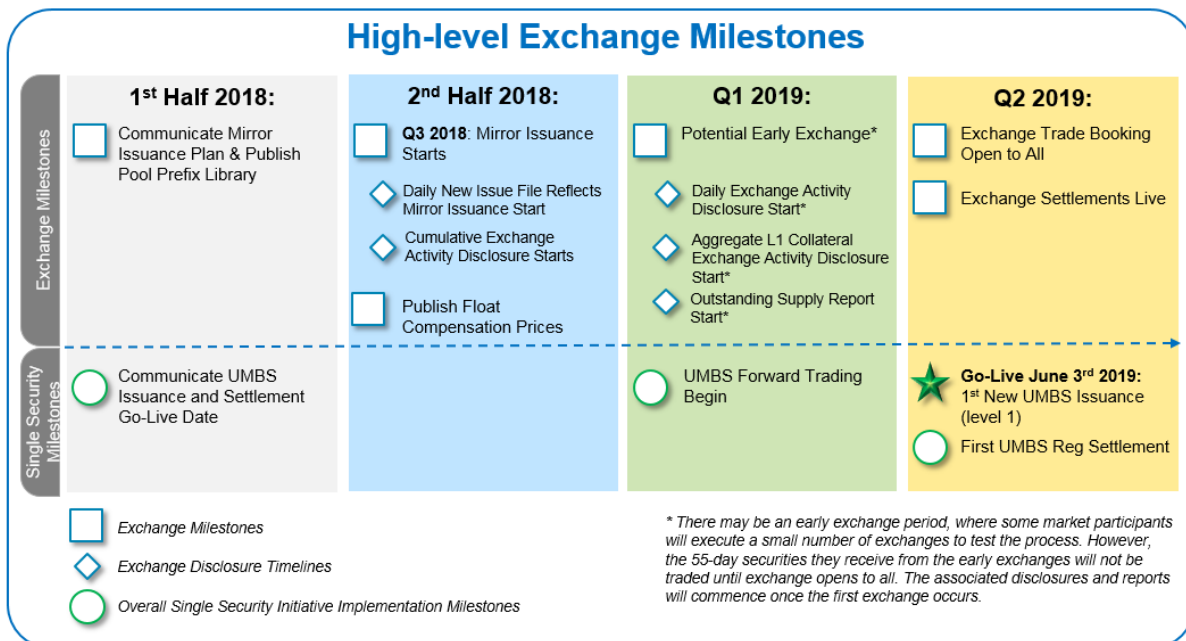 High-level Exchange Milestones
Exchange Milestones
1st Half 2018:
Communicate Mirror
Issuance Plan & Publish
Pool Prefix Library
2nd Half 2018:
Q3 2018: Mirror Issuance
Starts
Daily New Issue File Reflects
Mirror Issuance Start
Cumulative Exchange
Activity Disclosure Starts
Publish Float
Compensation Prices
Q1 2019:
Potential Early Exchange*
Daily Exchange Activity
Disclosure Start*
Aggregate L1 Collateral
Exchange Activity Disclosure
Start*
Outstanding Supply Report
Start*
Q2 2019:
Exchange Trade Booking
Open to All
Exchange Settlements Live
Single Security
Milestones
Communicate UMBS
Issuance and Settlement
Go-Live Date
UMBS Forward Trading
Begin
Go-Live June 3rd 2019:
1st New UMBS Issuance
(level 1)
First UMBS Reg Settlement
Exchange Milestones
Exchange Disclosure Timelines
Overall Single Security Initiative Implementation Milestones
* There may be an early exchange period, where some market participants
will execute a small number of exchanges to test the process. However,
the 55-day securities they receive from the early exchanges will not be
traded until exchange opens to all. The associated disclosures and reports
will commence once the first exchange occurs.